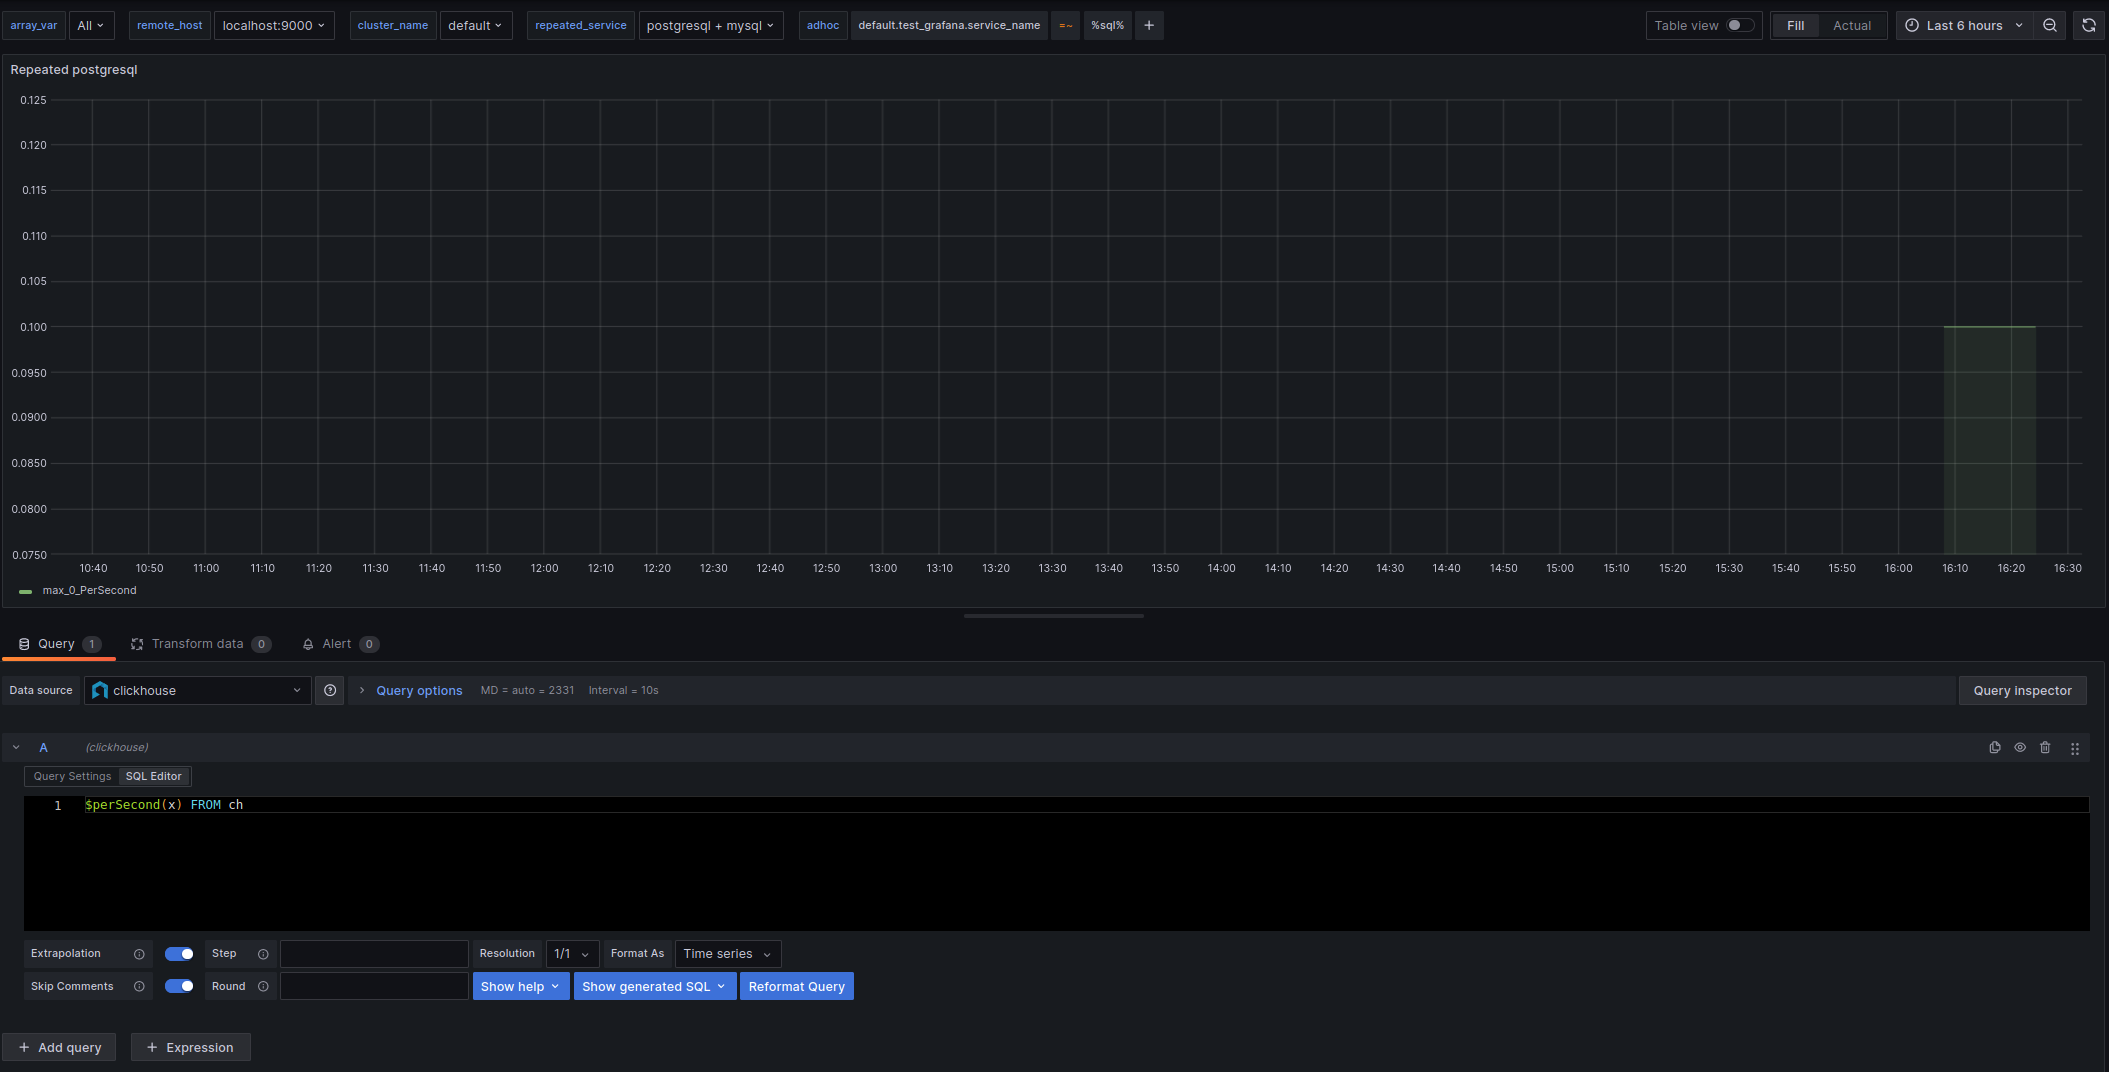 array_var All remote_host localhost:9000 cluster_name default repeated_service postgresql + mysql adhoc default.test_grafana.service_name =~ %sql% + Table view Fill Actual Last 6 hours
Repeated postgresql
0.125
0.120
0.115
0.110
0.105
0.100
0.0950
0.0900
0.0850
0.0800
0.0750
10:40 10:50 11:00 11:10 11:20 11:30 11:40 11:50 12:00 12:10 12:20 12:30 12:40 12:50 13:00 13:10 13:20 13:30 13:40 13:50 14:00 14:10 14:20 14:30 14:40 14:50 15:00 15:10 15:20 15:30 15:40 15:50 16:00 16:10 16:20 16:30
max_0_PerSecond
Query 1 Transform data 0 Alert 0
Data source clickhouse Query options MD = auto = 2331 Interval = 10s Query inspector
A (clickhouse)
Query Settings SQL Editor
1 $perSecond(x) FROM ch
Extrapolation Step Resolution 1/1 Format As Time series
Skip Comments Round Show help Show generated SQL Reformat Query
+ Add query + Expression